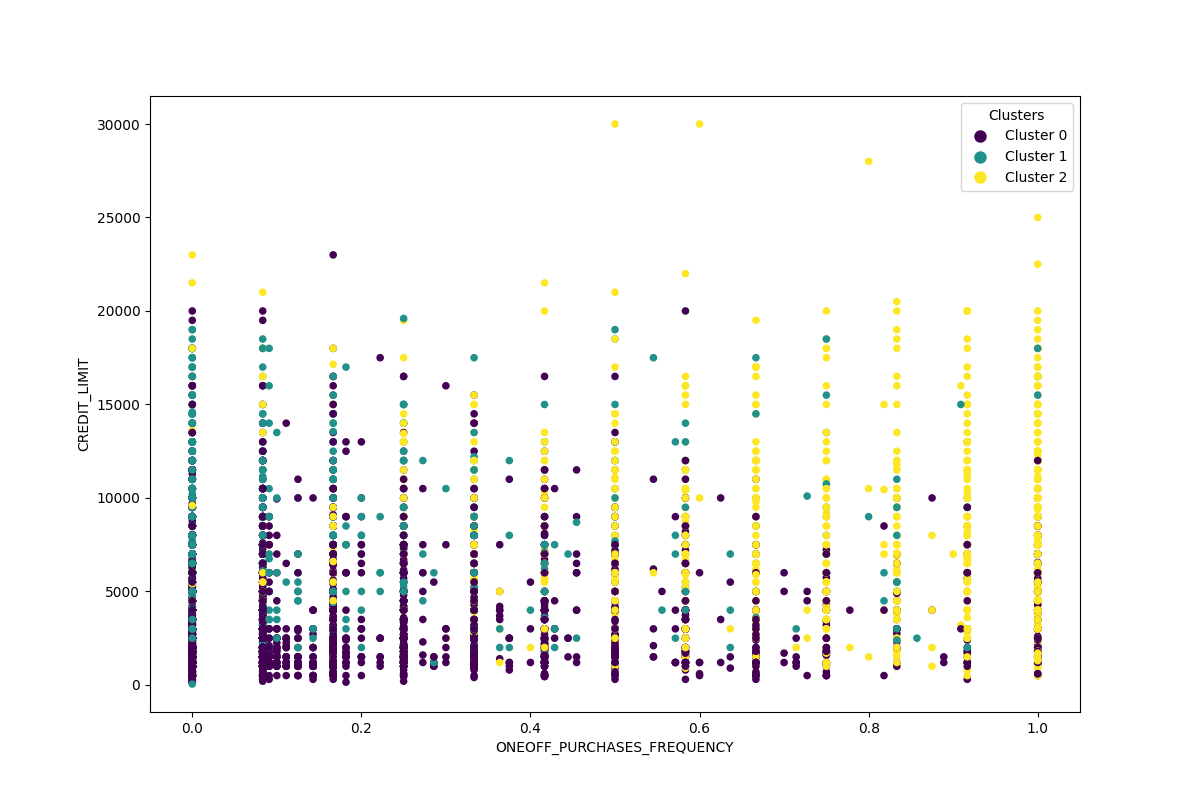 Clusters
Cluster 0
Cluster 1
Cluster 2
30000
25000
20000
15000
10000
5000
0
CREDIT_LIMIT
0.0 0.2 0.4 0.6 0.8 1.0
ONEOFF_PURCHASES_FREQUENCY